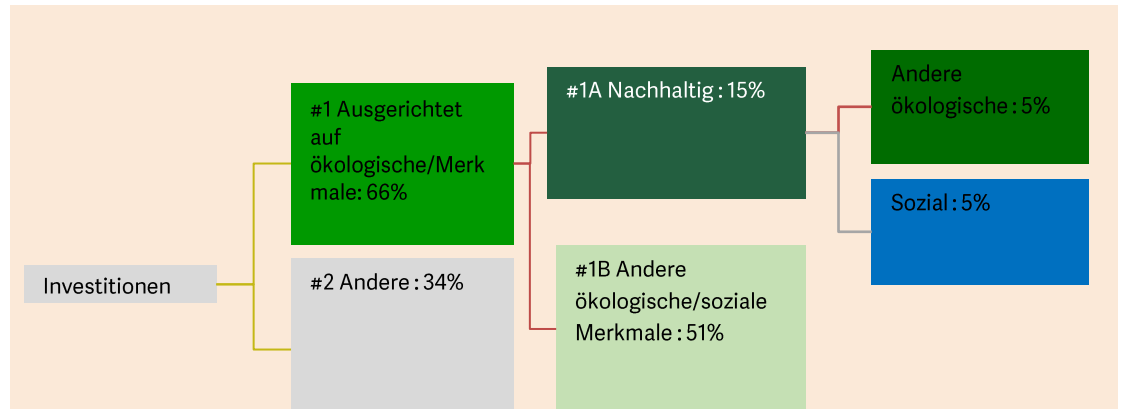 Investitionen
#1 Ausgerichtet
auf
ökologische/Merk
male: 66%
#2 Andere : 34%
#1A Nachhaltig : 15%
#1B Andere
ökologische/soziale
Merkmale : 51%
Andere
ökologische : 5%
Sozial : 5%